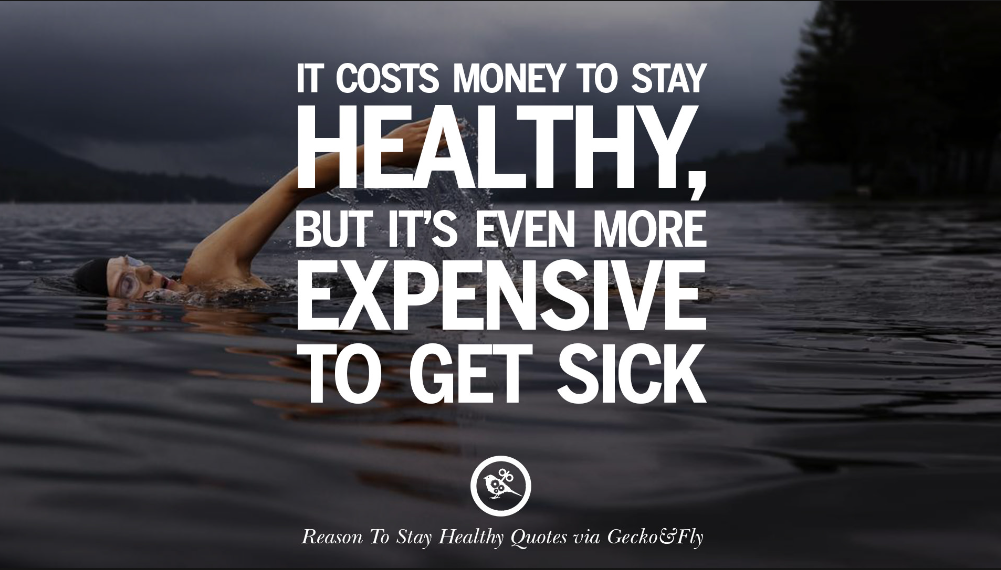 IT COSTS MONEY TO STAY
HEALTHY,
BUT IT'S EVEN MORE
EXPENSIVE
TO GET SICK
Reason To Stay Healthy Quotes via Gecko&Fly